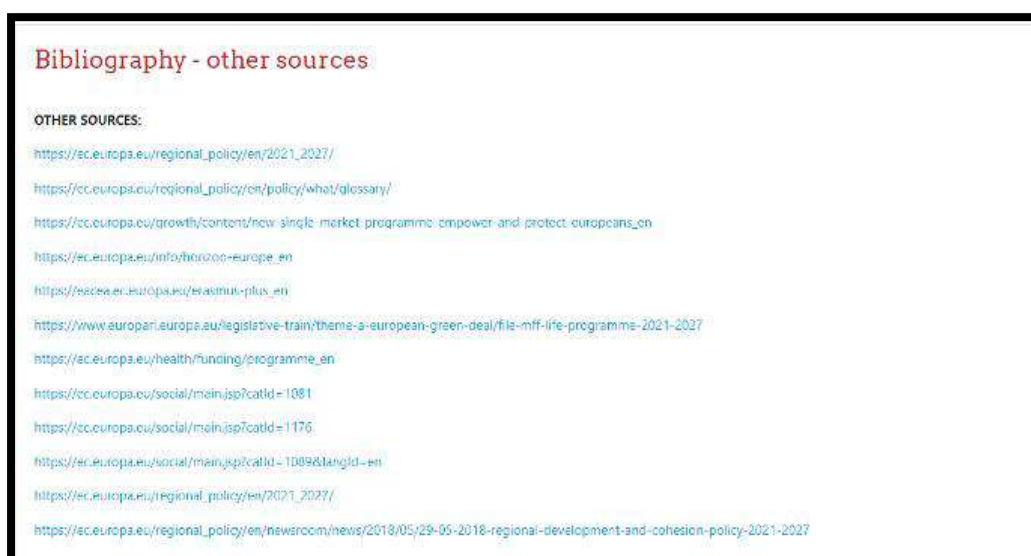 Bibliography - other sources
OTHER SOURCES:
https://ec.europa.eu/regional_policy/en/2021_2027/
https://ec.europa.eu/regional_policy/en/policy/what/glossary/
https://ec.europa.eu/growth/content/new-single-market-programme-empower-and-protect-europeans_en
https://ec.europa.eu/info/horizon-europe_en
https://eacea.ec.europa.eu/erasmus-plus_en
https://www.europarl.europa.eu/legislative-train/theme-a-european-green-deal/file-mff-life-programme-2021-2027
https://ec.europa.eu/health/funding/programme_en
https://ec.europa.eu/social/main.jsp?catId=1081
https://ec.europa.eu/social/main.jsp?catId=1176
https://ec.europa.eu/social/main.jsp?catId=1089&langId=en
https://ec.europa.eu/regional_policy/en/2021_2027/
https://ec.europa.eu/regional_policy/en/newsroom/news/2018/05/29-05-2018-regional-development-and-cohesion-policy-2021-2027